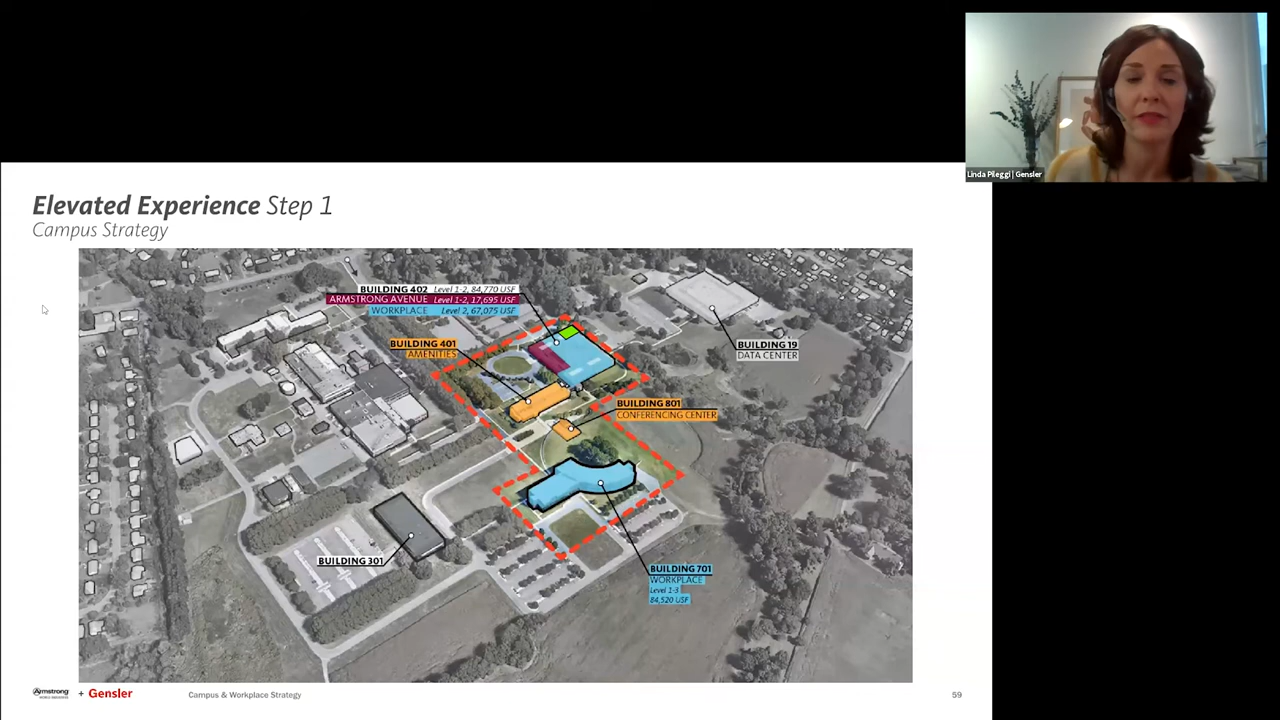 Linda Pileggi | Gensler
Elevated Experience Step 1
Campus Strategy
BUILDING 402 Level 1-2, 84,770 USF
ARMSTRONG AVENUE Level 1-2, 17,695 USF
WORKPLACE Level 2, 67,075 USF
BUILDING 401
AMENITIES
BUILDING 19
DATA CENTER
BUILDING 801
CONFERENCING CENTER
BUILDING 301
BUILDING 701
WORKPLACE
Level 1-3
84,520 USF
Armstrong + Gensler
Campus & Workplace Strategy
59